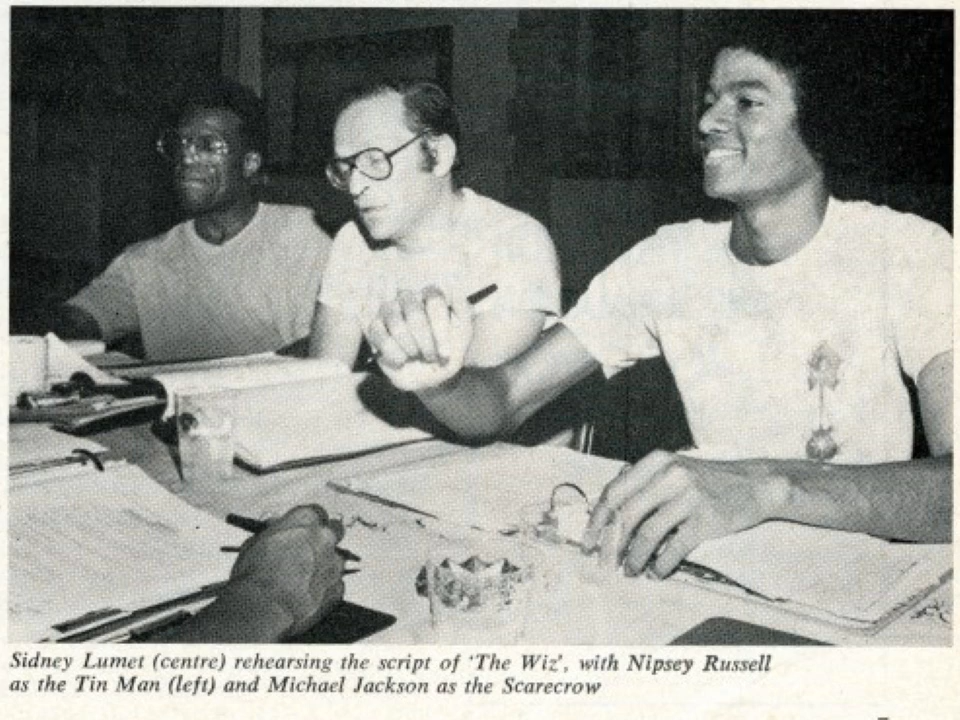 Sidney Lumet (centre) rehearsing the script of 'The Wiz', with Nipsey Russell
as the Tin Man (left) and Michael Jackson as the Scarecrow